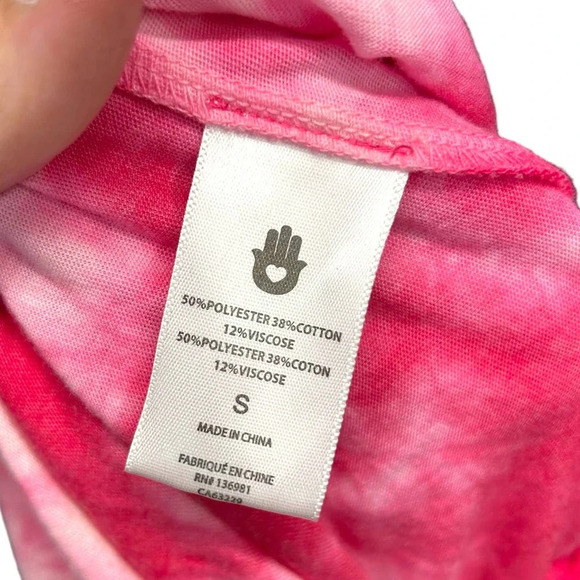 50%POLYESTER 38%COTTON
12%VISCOSE
50%POLYESTER 38%COTON
12%VISCOSE
S
MADE IN CHINA
FABRIQUÉ EN CHINE
RN# 136981
CA63229